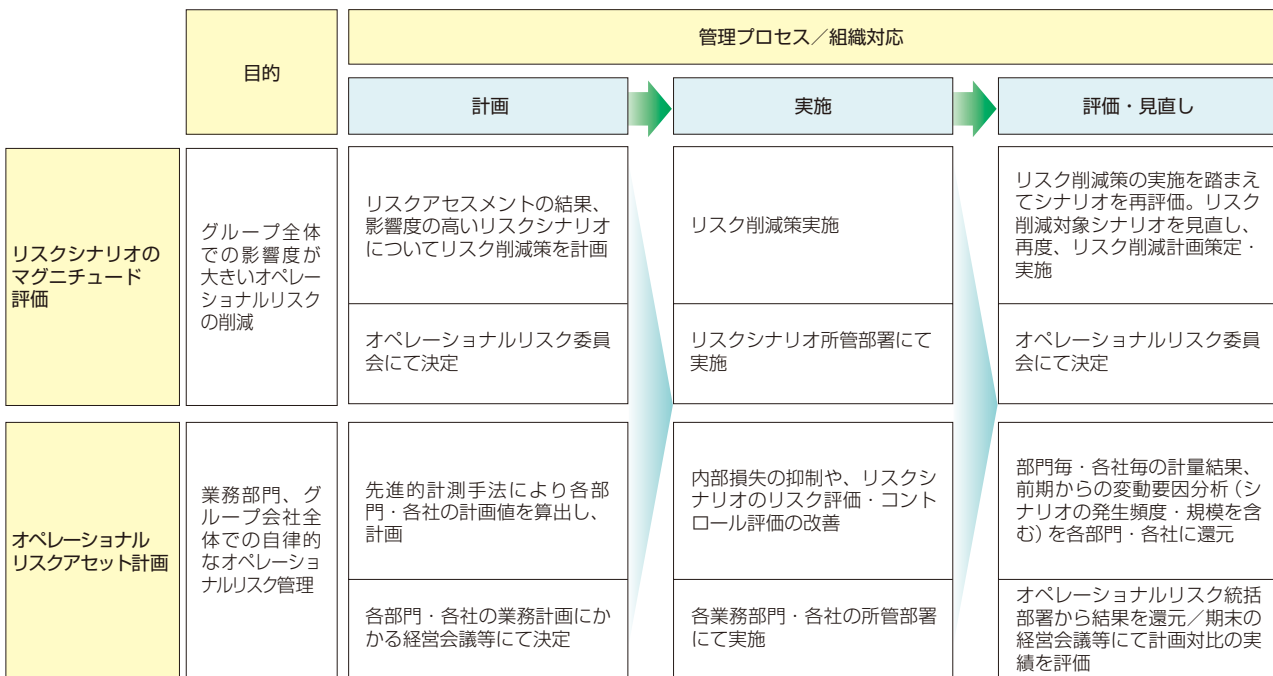 管理プロセス／組織対応
目的
計画
実施
評価・見直し
リスクシナリオの
マグニチュード
評価
グループ全体
での影響度が
大きいオペレー
ショナルリスク
の削減
リスクアセスメントの結果、
影響度の高いリスクシナリオ
についてリスク削減策を計画
リスク削減策実施
リスク削減策の実施を踏まえ
てシナリオを再評価。リスク
削減対象シナリオを見直し、
再度、リスク削減計画策定・
実施
オペレーショナルリスク委員
会にて決定
リスクシナリオ所管部署にて
実施
オペレーショナルリスク委員
会にて決定
オペレーショナル
リスクアセット計画
業務部門、グ
ループ会社全
体での自律的
なオペレーショ
ナルリスク管理
先進的計測手法により各部
門・各社の計画値を算出し、
計画
内部損失の抑制や、リスクシ
ナリオのリスク評価・コント
ロール評価の改善
部門毎・各社毎の計量結果、
前期からの変動要因分析（シ
ナリオの発生頻度・規模を含
む）を各部門・各社に還元
各部門・各社の業務計画にか
かる経営会議等にて決定
各業務部門・各社の所管部署
にて実施
オペレーショナルリスク統括
部署から結果を還元／期末の
経営会議等にて計画対比の実
績を評価